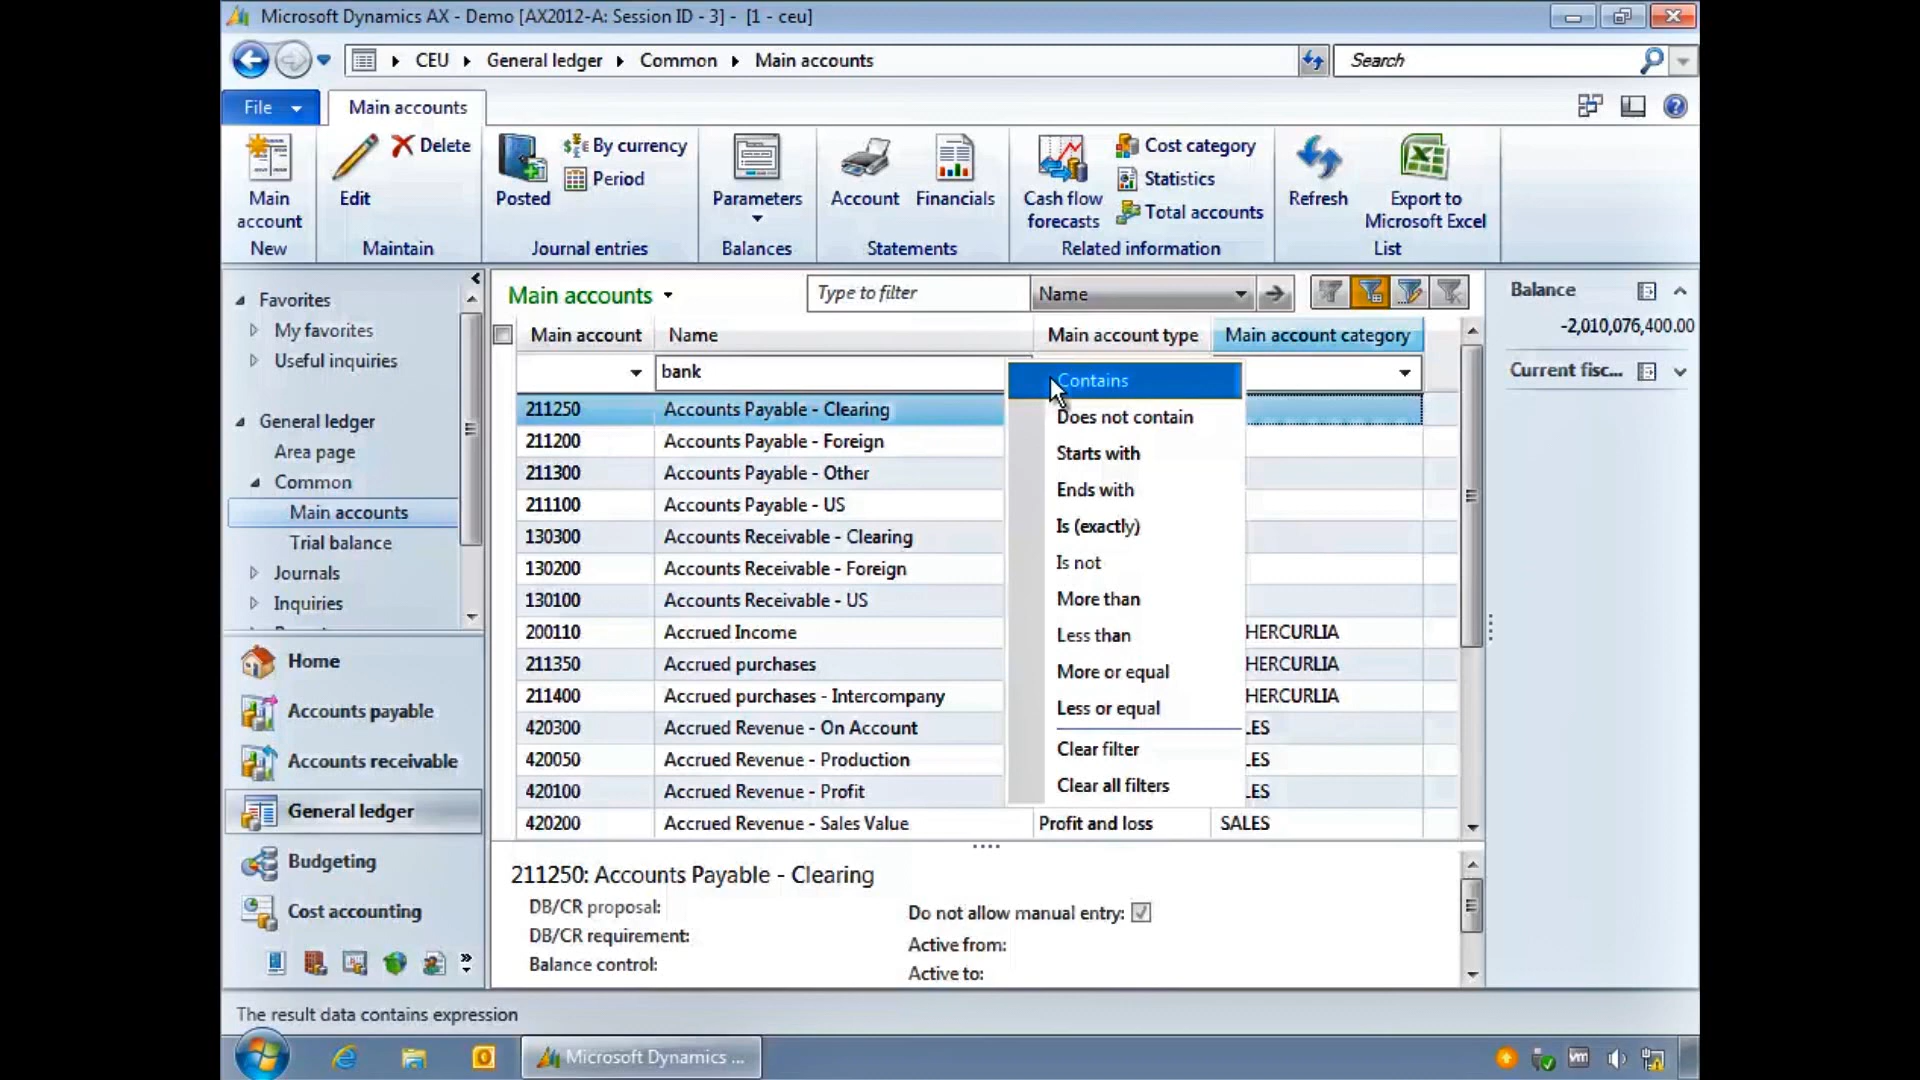 Microsoft Dynamics AX - Demo [AX2012-A: Session ID - 3] - [1 - ceu]
CEU General ledger Common Main accounts Search
File Main accounts
Main account Edit Delete Posted By currency Period Parameters Account Financials Cash flow forecasts Cost category Statistics Total accounts Refresh Export to Microsoft Excel
New Maintain Journal entries Balances Statements Related information List
Favorites
My favorites
Useful inquiries
General ledger
Area page
Common
Main accounts
Trial balance
Journals
Inquiries
Home
Accounts payable
Accounts receivable
General ledger
Budgeting
Cost accounting
Main accounts Type to filter Name
Main account Name Main account type Main account category
bank
211250 Accounts Payable - Clearing
211200 Accounts Payable - Foreign
211300 Accounts Payable - Other
211100 Accounts Payable - US
130300 Accounts Receivable - Clearing
130200 Accounts Receivable - Foreign
130100 Accounts Receivable - US
200110 Accrued Income HERCURLIA
211350 Accrued purchases HERCURLIA
211400 Accrued purchases - Intercompany HERCURLIA
420300 Accrued Revenue - On Account LES
420050 Accrued Revenue - Production LES
420100 Accrued Revenue - Profit LES
420200 Accrued Revenue - Sales Value Profit and loss SALES
Contains
Does not contain
Starts with
Ends with
Is (exactly)
Is not
More than
Less than
More or equal
Less or equal
Clear filter
Clear all filters
211250: Accounts Payable - Clearing
DB/CR proposal:
DB/CR requirement:
Balance control:
Do not allow manual entry:
Active from:
Active to:
Balance
-2,010,076,400.00
Current fisc...
The result data contains expression
Microsoft Dynamics ...
vm